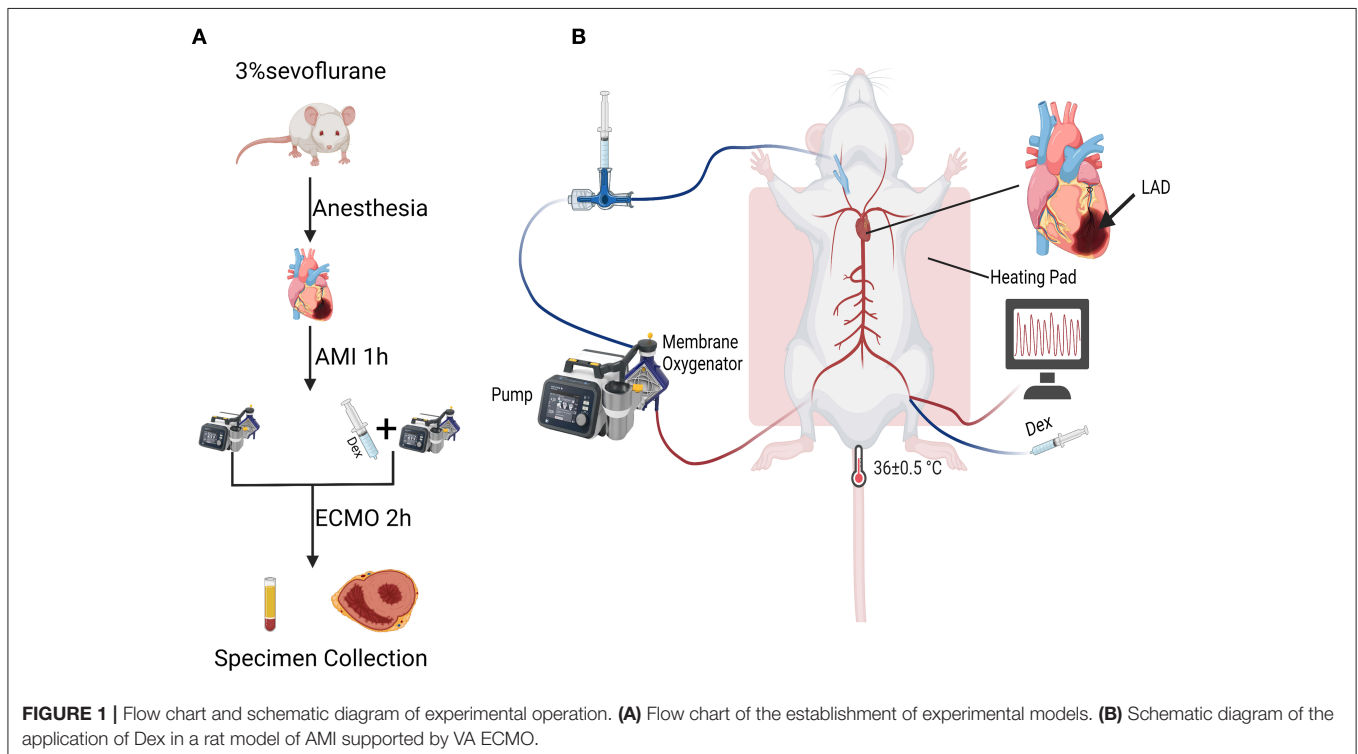 A
3%sevoflurane
Anesthesia
AMI 1h
Dex
+
ECMO 2h
Specimen Collection
B
LAD
Heating Pad
Membrane
Oxygenator
Pump
Dex
36±0.5 °C
FIGURE 1 | Flow chart and schematic diagram of experimental operation. (A) Flow chart of the establishment of experimental models. (B) Schematic diagram of the
application of Dex in a rat model of AMI supported by VA ECMO.